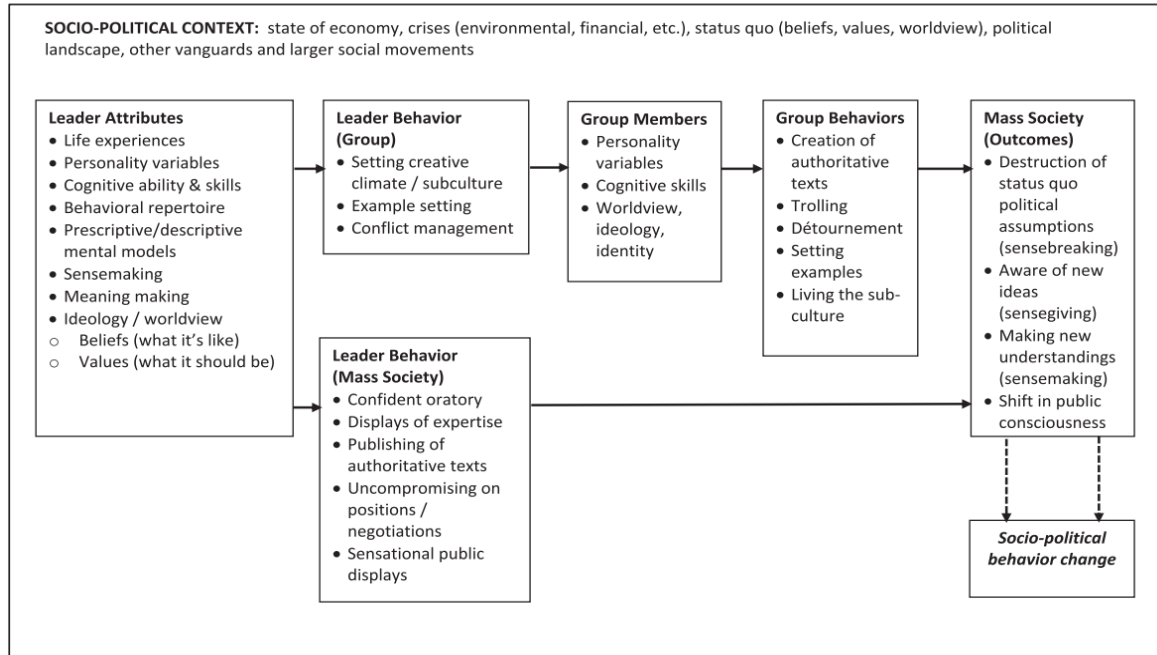 SOCIO-POLITICAL CONTEXT: state of economy, crises (environmental, financial, etc.), status quo (beliefs, values, worldview), political
landscape, other vanguards and larger social movements
Leader Attributes
• Life experiences
• Personality variables
• Cognitive ability & skills
• Behavioral repertoire
• Prescriptive/descriptive
mental models
• Sensemaking
• Meaning making
• Ideology / worldview
o Beliefs (what it's like)
o Values (what it should be)
Leader Behavior
(Group)
• Setting creative
climate / subculture
• Example setting
• Conflict management
Group Members
• Personality
variables
• Cognitive skills
• Worldview,
ideology,
identity
Group Behaviors
• Creation of
authoritative
texts
• Trolling
• Détournement
• Setting
examples
• Living the sub-
culture
Mass Society
(Outcomes)
• Destruction of
status quo
political
assumptions
(sensebreaking)
• Aware of new
ideas
(sensegiving)
• Making new
understandings
(sensemaking)
• Shift in public
consciousness
Leader Behavior
(Mass Society)
• Confident oratory
• Displays of expertise
• Publishing of
authoritative texts
• Uncompromising on
positions /
negotiations
• Sensational public
displays
Socio-political
behavior change